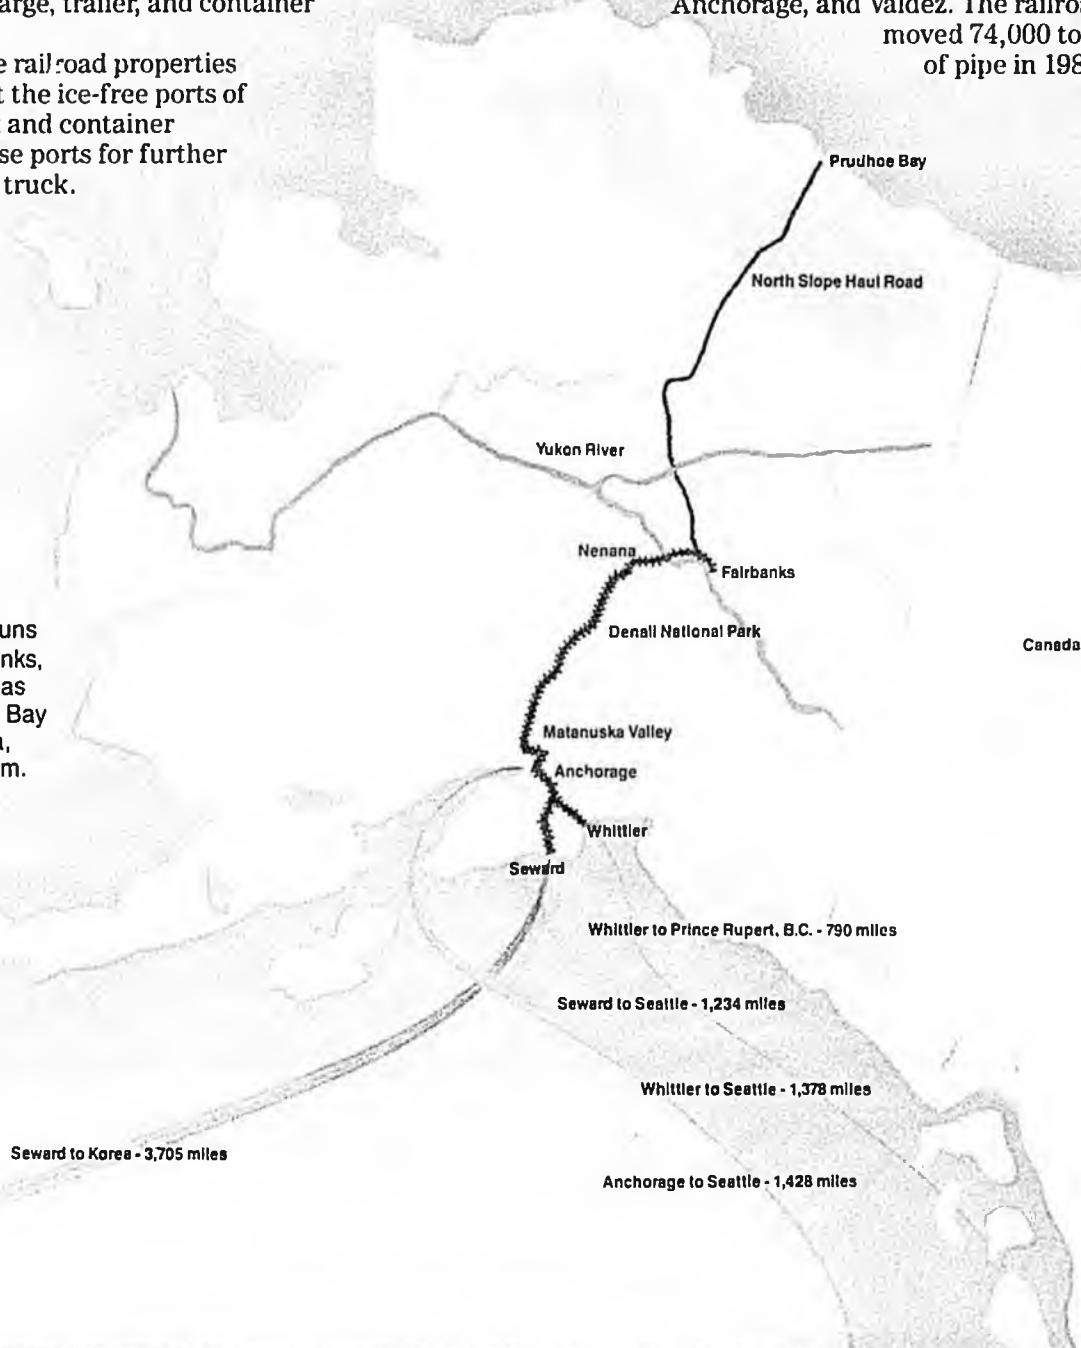 arge, trailer, and container
e railroad properties
t the ice-free ports of
t and container
se ports for further
truck.
Anchorage, and Valdez. The railro
moved 74,000 to
of pipe in 198
Prudhoe Bay
North Slope Haul Road
Yukon River
Nenana
Fairbanks
Denali National Park
Canada
uns
nks,
as
Bay
m.
Matanuska Valley
Anchorage
Whittier
Seward
Whittier to Prince Rupert, B.C. - 790 miles
Seward to Seattle - 1,234 miles
Whittier to Seattle - 1,378 miles
Seward to Korea - 3,705 miles
Anchorage to Seattle - 1,428 miles